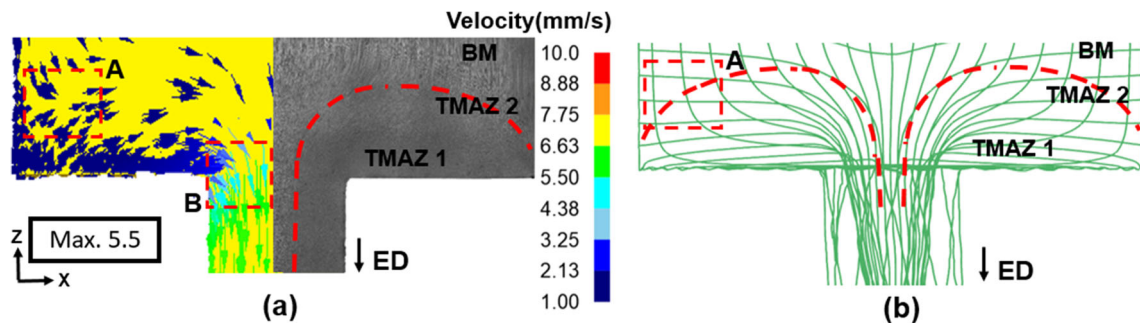 Velocity(mm/s)
BM
10.0
A
8.88
7.75
TMAZ 2
6.63
TMAZ 1
5.50
B
4.38
Max. 5.5
3.25
ED
2.13
1.00
Z
X
(a)
A
BM
TMAZ 2
TMAZ 1
ED
(b)